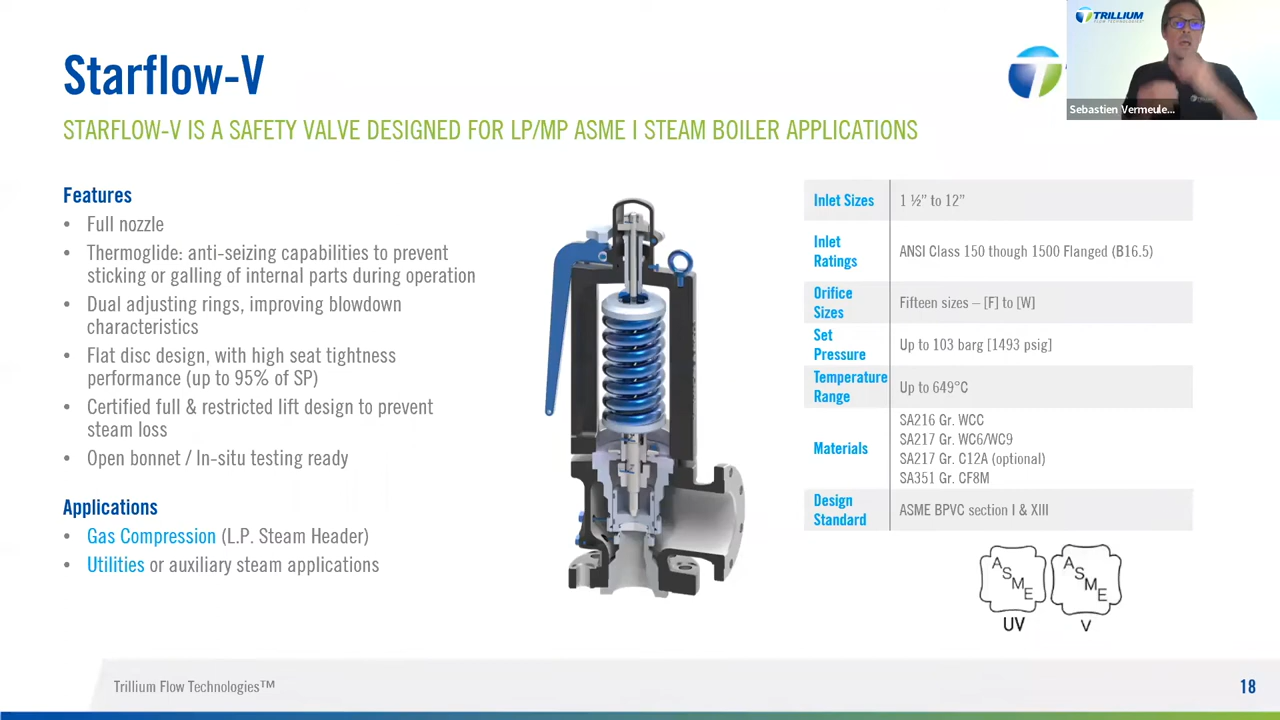 TRILLIUM
FLOW TECHNOLOGIES
Sebastien Vermeule...
Starflow-V
STARFLOW-V IS A SAFETY VALVE DESIGNED FOR LP/MP ASME I STEAM BOILER APPLICATIONS
Features
• Full nozzle
• Thermoglide: anti-seizing capabilities to prevent
sticking or galling of internal parts during operation
• Dual adjusting rings, improving blowdown
characteristics
• Flat disc design, with high seat tightness
performance (up to 95% of SP)
• Certified full & restricted lift design to prevent
steam loss
• Open bonnet / In-situ testing ready
Applications
• Gas Compression (L.P. Steam Header)
• Utilities or auxiliary steam applications
Inlet Sizes 1 ½” to 12”
Inlet
Ratings
ANSI Class 150 though 1500 Flanged (B16.5)
Orifice
Sizes
Fifteen sizes – [F] to [W]
Set
Pressure
Up to 103 barg [1493 psig]
Temperature
Range
Up to 649°C
Materials
SA216 Gr. WCC
SA217 Gr. WC6/WC9
SA217 Gr. C12A (optional)
SA351 Gr. CF8M
Design
Standard
ASME BPVC section I & XIII
ASME
UV
ASME
V
Trillium Flow Technologies™
18